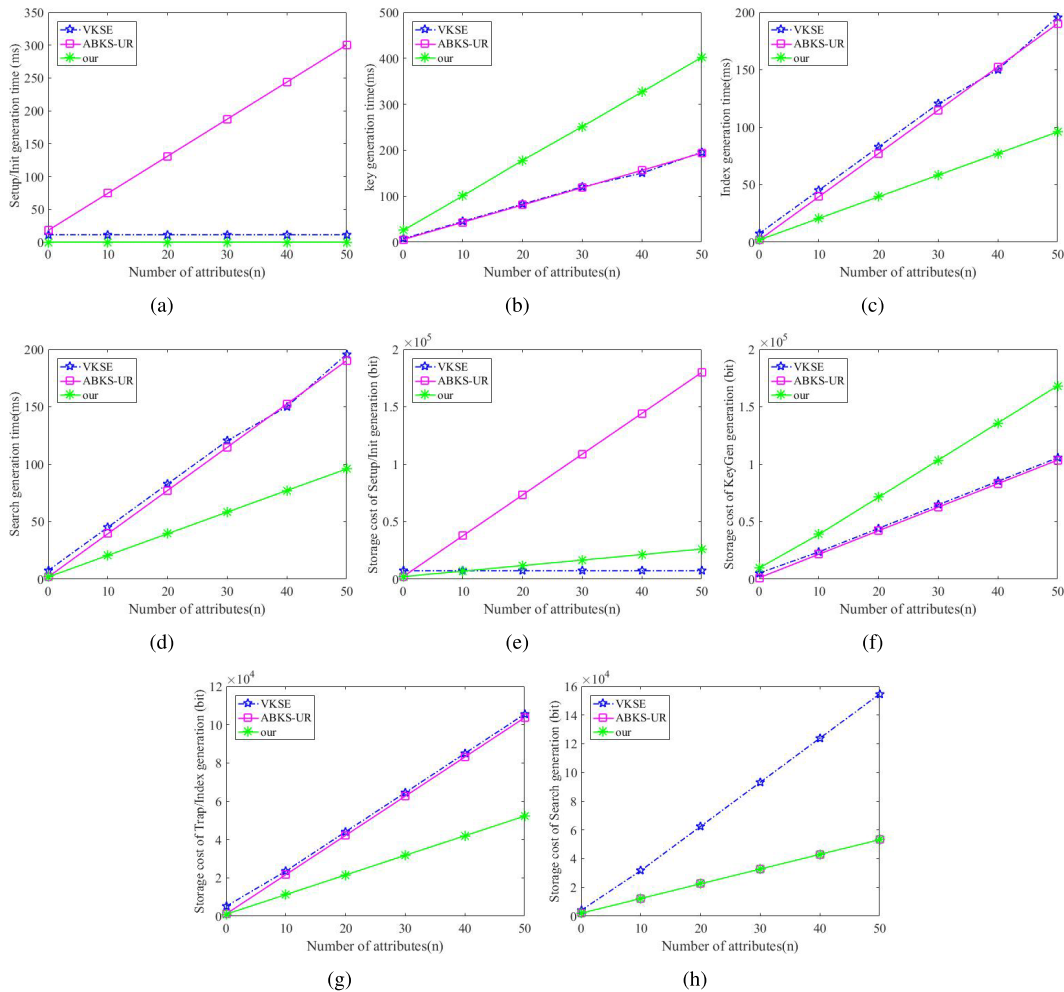 VKSE
ABKS-UR
our
Setup/Init generation time (ms)
350
300
250
200
150
100
50
0
0 10 20 30 40 50
Number of attributes(n)
(a)
VKSE
ABKS-UR
our
key generation time(ms)
500
400
300
200
100
0
0 10 20 30 40 50
Number of attributes(n)
(b)
VKSE
ABKS-UR
our
Index generation time(ms)
200
150
100
50
0
0 10 20 30 40 50
Number of attributes(n)
(c)
VKSE
ABKS-UR
our
Search generation time(ms)
200
150
100
50
0
0 10 20 30 40 50
Number of attributes(n)
(d)
×10^5
VKSE
ABKS-UR
our
Storage cost of Setup/Init generation (bit)
2
1.5
1
0.5
0
0 10 20 30 40 50
Number of attributes(n)
(e)
×10^5
VKSE
ABKS-UR
our
Storage cost of KeyGen generation (bit)
2
1.5
1
0.5
0
0 10 20 30 40 50
Number of attributes(n)
(f)
×10^4
VKSE
ABKS-UR
our
Storage cost of Trap/Index generation (bit)
12
10
8
6
4
2
0
0 10 20 30 40 50
Number of attributes(n)
(g)
×10^4
VKSE
ABKS-UR
our
Storage cost of Search generation (bit)
16
14
12
10
8
6
4
2
0
0 10 20 30 40 50
Number of attributes(n)
(h)